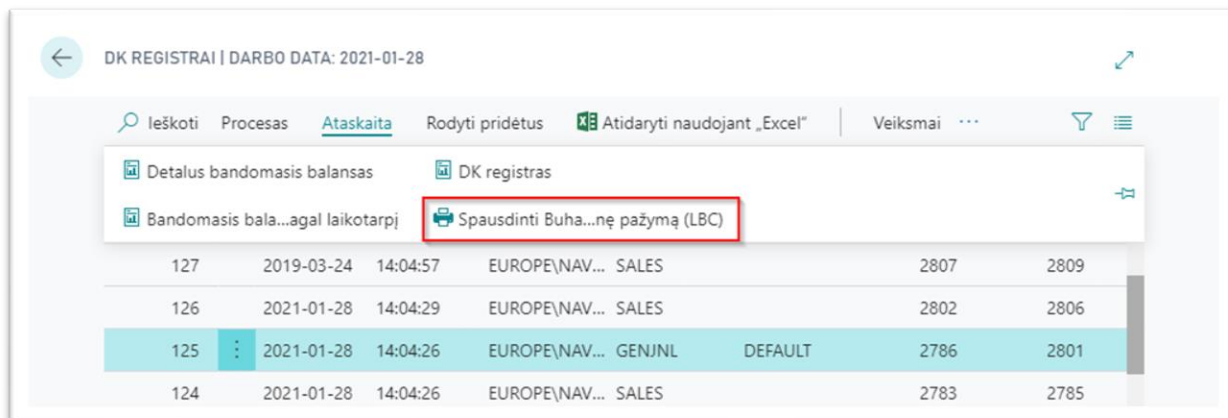 DK REGISTRAI | DARBO DATA: 2021-01-28
Ieškoti Procesas Ataskaita Rodyti pridėtus Atidaryti naudojant „Excel“ Veiksmai ...
Detalus bandomasis balansas DK registras
Bandomasis bala...agal laikotarpį Spausdinti Buha...nę pažymą (LBC)
127 2019-03-24 14:04:57 EUROPE\NAV... SALES 2807 2809
126 2021-01-28 14:04:29 EUROPE\NAV... SALES 2802 2806
125 2021-01-28 14:04:26 EUROPE\NAV... GENJNL DEFAULT 2786 2801
124 2021-01-28 14:04:26 EUROPE\NAV... SALES 2783 2785